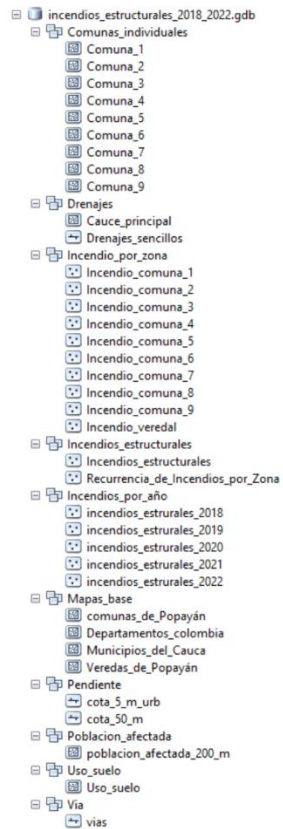 incendios_estructurales_2018_2022.gdb
Comunas_individuales
Comuna_1
Comuna_2
Comuna_3
Comuna_4
Comuna_5
Comuna_6
Comuna_7
Comuna_8
Comuna_9
Drenajes
Cauce_principal
Drenajes_sencillos
Incendio_por_zona
Incendio_comuna_1
Incendio_comuna_2
Incendio_comuna_3
Incendio_comuna_4
Incendio_comuna_5
Incendio_comuna_6
Incendio_comuna_7
Incendio_comuna_8
Incendio_comuna_9
Incendio_veredal
Incendios_estructurales
Incendios_estructurales
Recurrencia_de_Incendios_por_Zona
Incendios_por_año
incendios_estrurales_2018
incendios_estrurales_2019
incendios_estrurales_2020
incendios_estrurales_2021
incendios_estrurales_2022
Mapas_base
comunas_de_Popayán
Departamentos_colombia
Municipios_del_Cauca
Veredas_de_Popayán
Pendiente
cota_5_m_urb
cota_50_m
Poblacion_afectada
poblacion_afectada_200_m
Uso_suelo
Uso_suelo
Via
vias